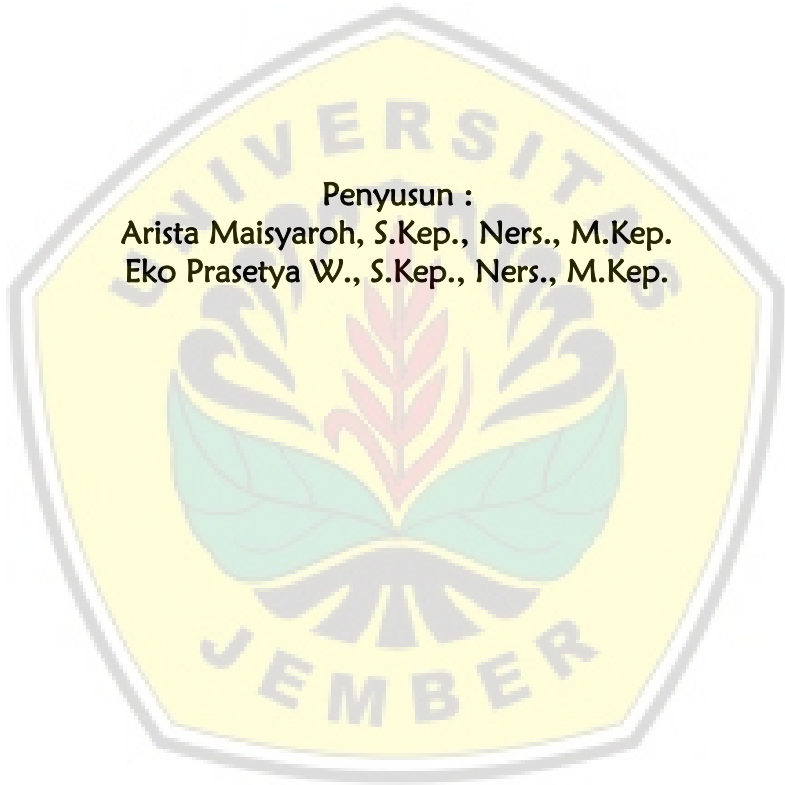 UNIVERSITAS
Penyusun :
Arista Maisyaroh, S.Kep., Ners., M.Kep.
Eko Prasetya W., S.Kep., Ners., M.Kep.
JEMBER